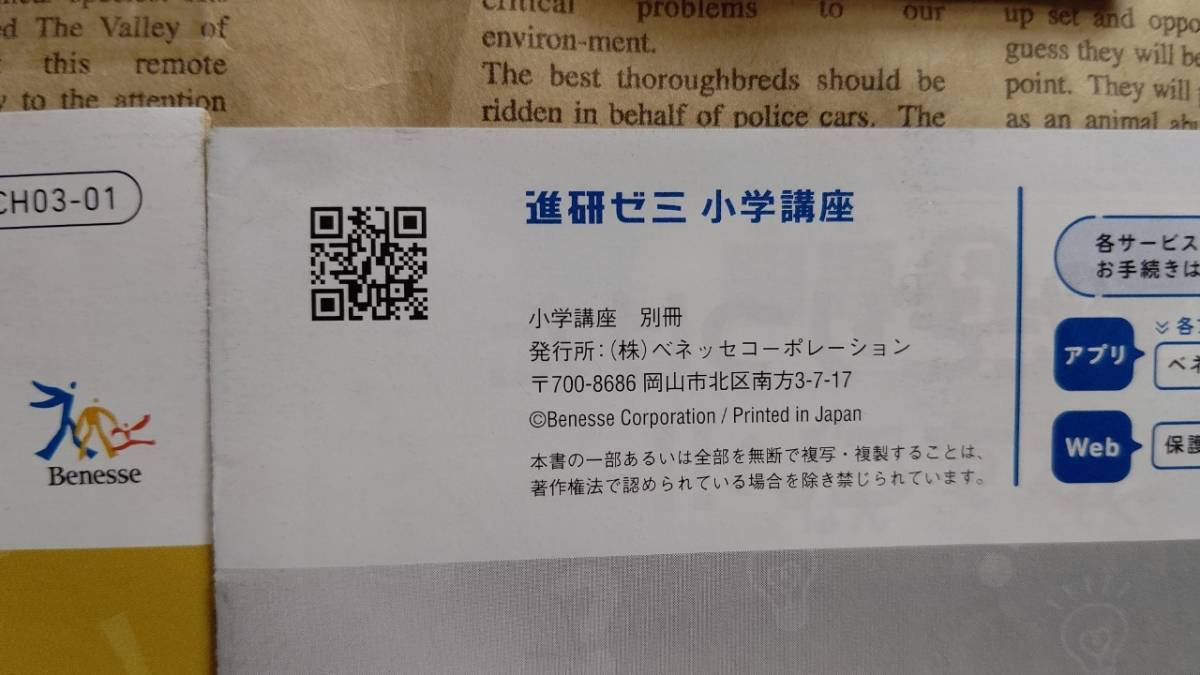 ed The Valley of
this remote
to the attention
critical problems to our
environ-ment.
The best thoroughbreds should be
ridden in behalf of police cars. The
up set and
guess they will be
point. They will
as an animal
CH03-01
Benesse
進研ゼミ 小学講座
小学講座 別冊
発行所:(株)ベネッセコーポレーション
〒700-8686 岡山市北区南方3-7-17
©Benesse Corporation / Printed in Japan
本書の一部あるいは全部を無断で複写・複製することは、
著作権法で認められている場合を除き禁じられています。
各サービス
お手続きは
アプリ
ベネ
Web
保護